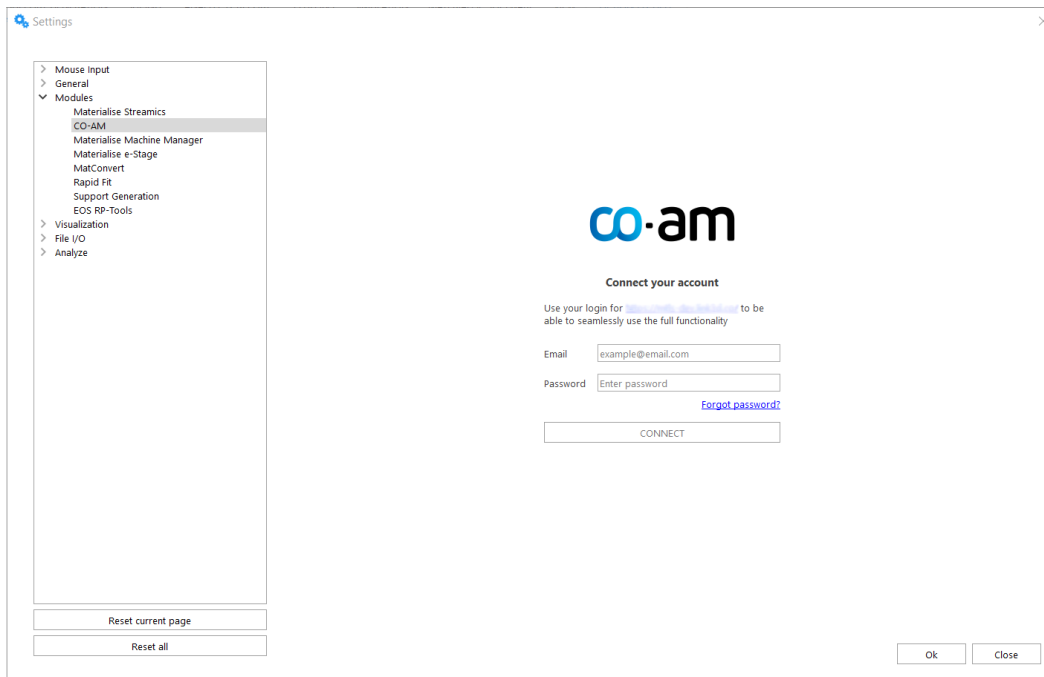 Settings
Mouse Input
General
Modules
Materialise Streamics
CO-AM
Materialise Machine Manager
Materialise e-Stage
MatConvert
Rapid Fit
Support Generation
EOS RP-Tools
Visualization
File I/O
Analyze
Reset current page
Reset all
co·am
Connect your account
Use your login for to be
able to seamlessly use the full functionality
Email example@email.com
Password Enter password
Forgot password?
CONNECT
Ok Close